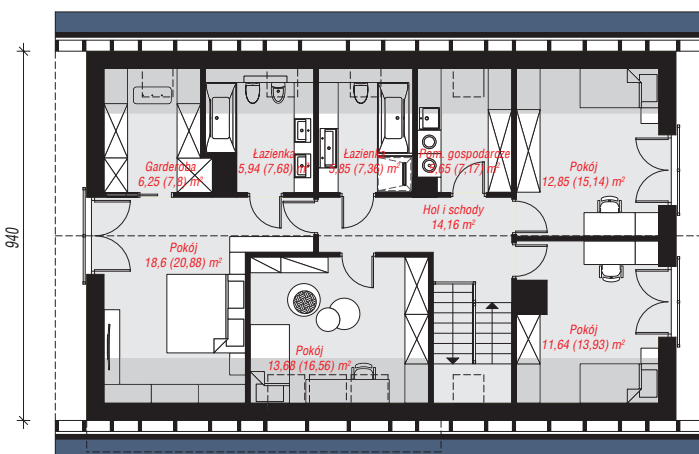 Garderoba
6,25 (7,8) m²
Łazienka
5,94 (7,68) m²
Łazienka
5,85 (7,36) m²
Pom. gospodarcze
5,65 (7,17) m²
Pokój
12,85 (15,14) m²
Hol i schody
14,16 m²
940
Pokój
18,6 (20,88) m²
Pokój
13,68 (16,56) m²
Pokój
11,64 (13,93) m²